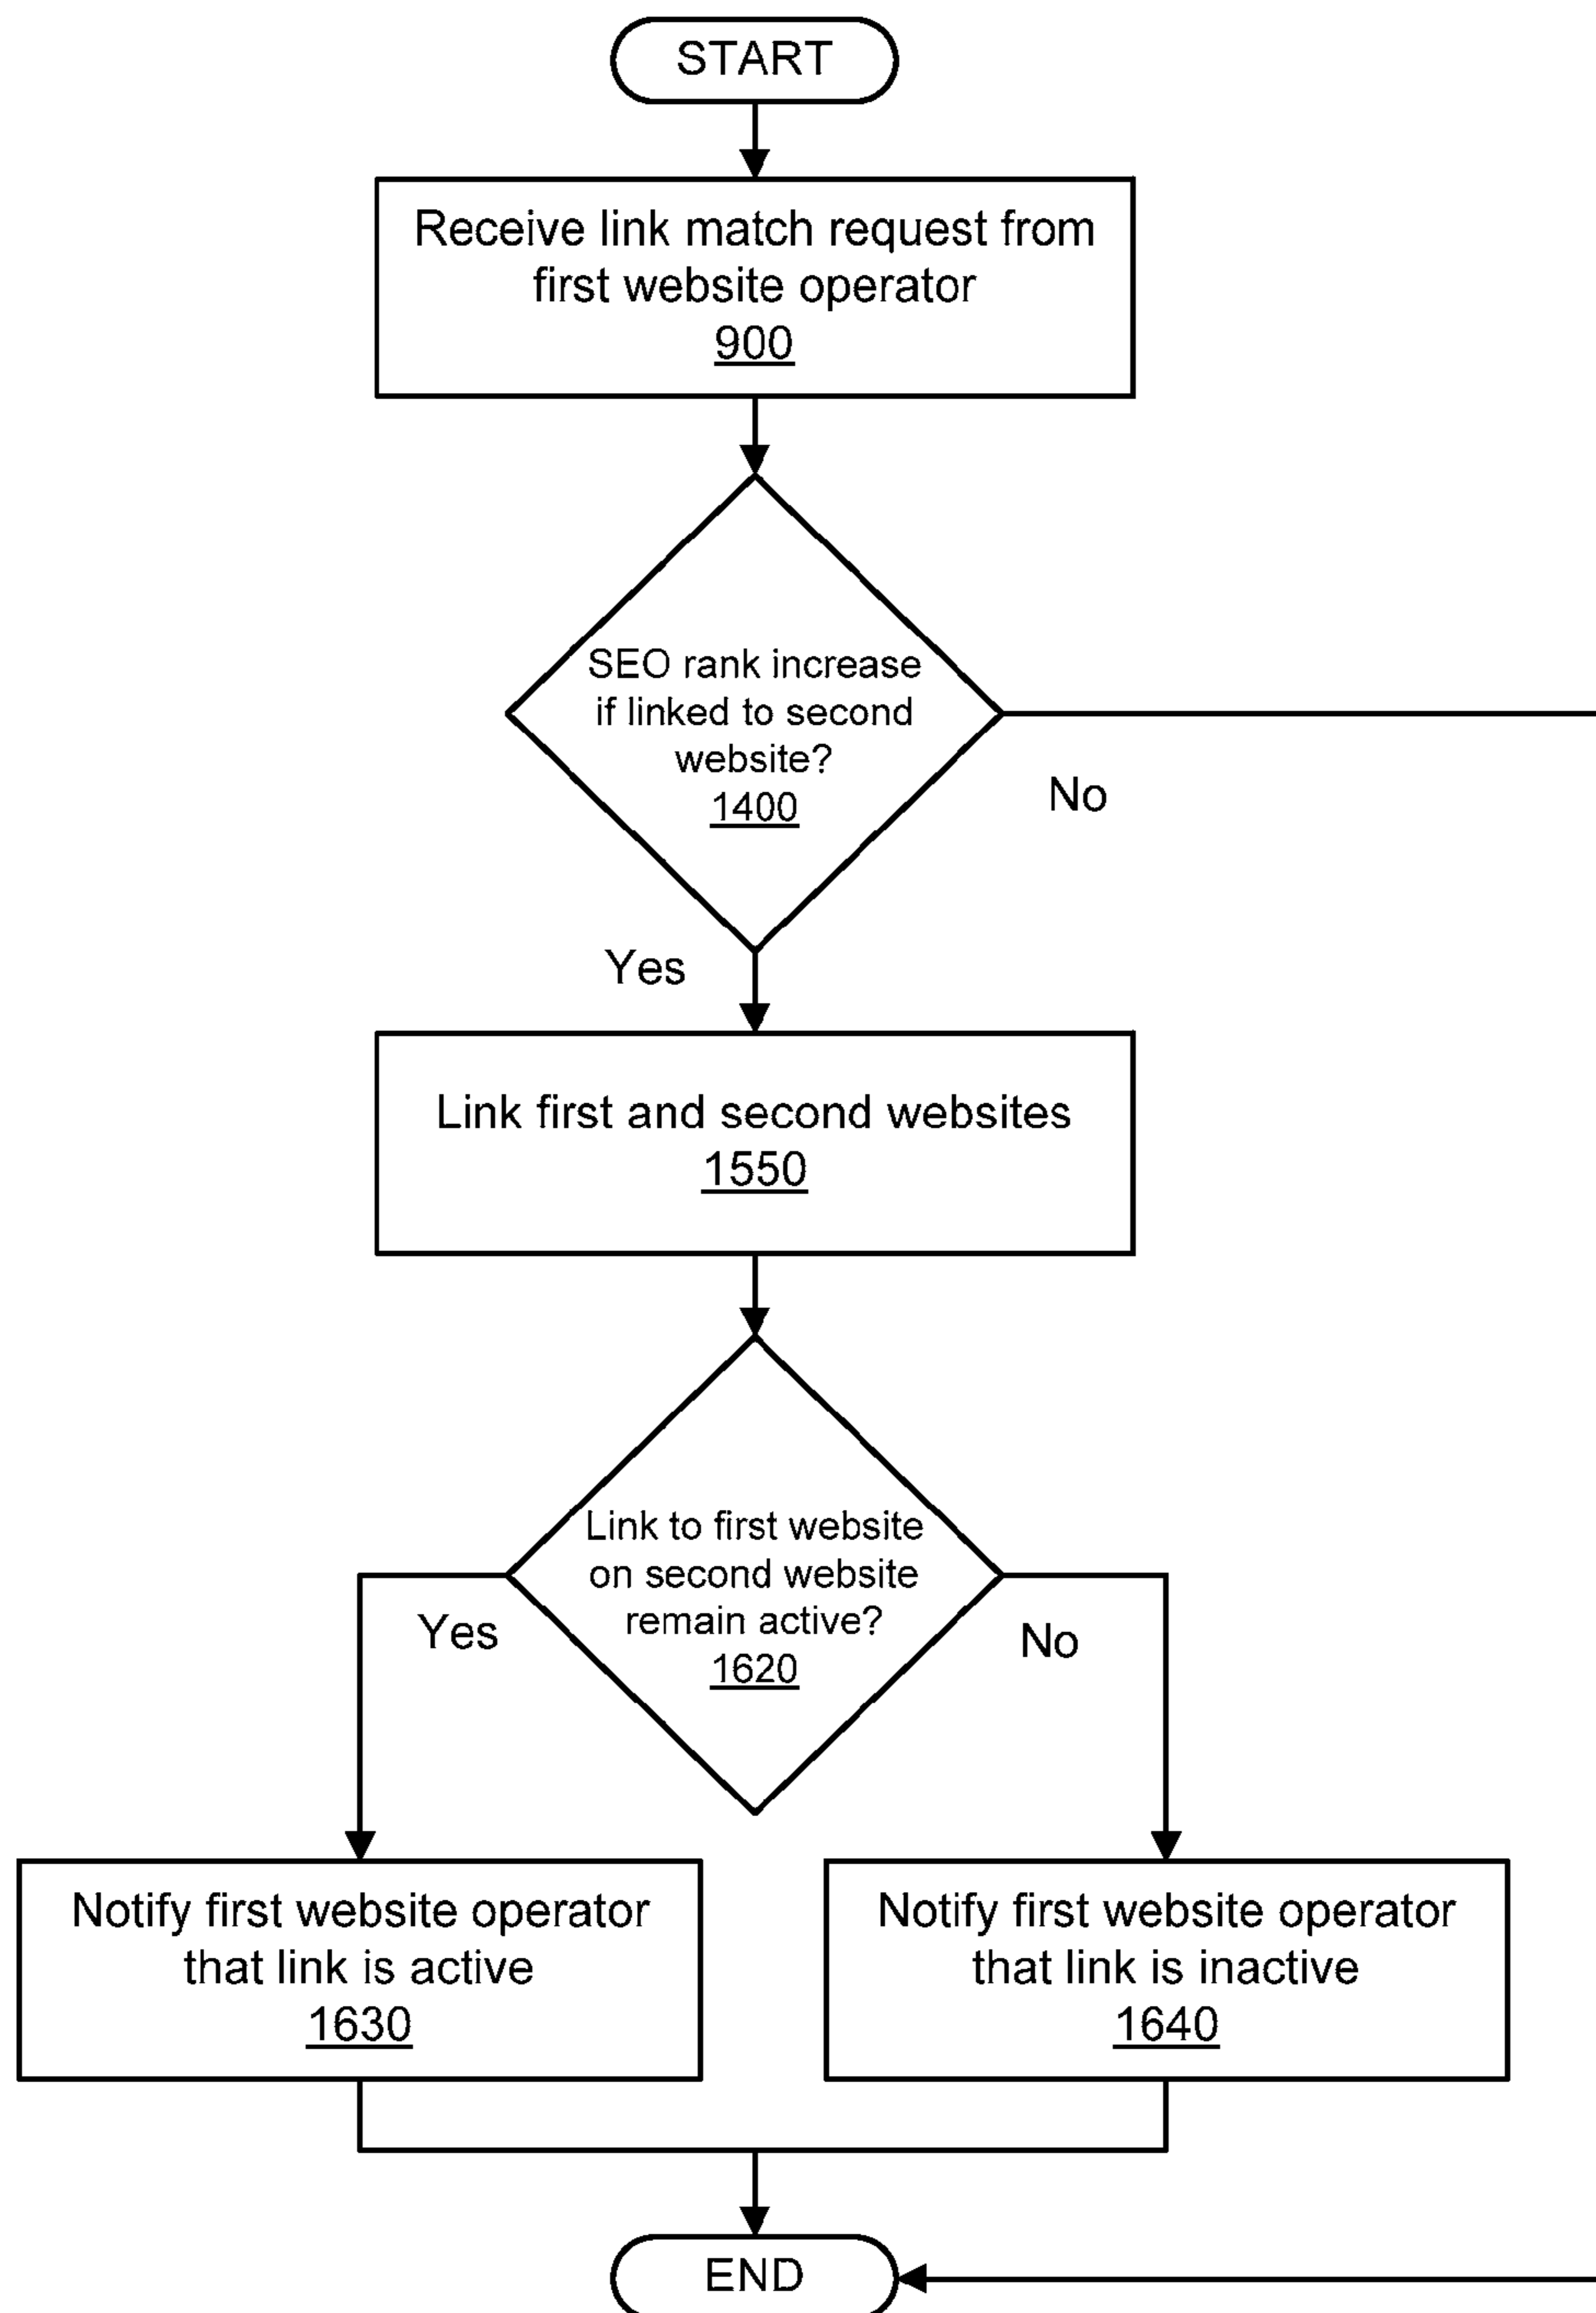 START
Receive link match request from
first website operator
900
SEO rank increase
if linked to second
website?
1400
No
Yes
Link first and second websites
1550
Link to first website
on second website
remain active?
1620
Yes
No
Notify first website operator
that link is active
1630
Notify first website operator
that link is inactive
1640
END